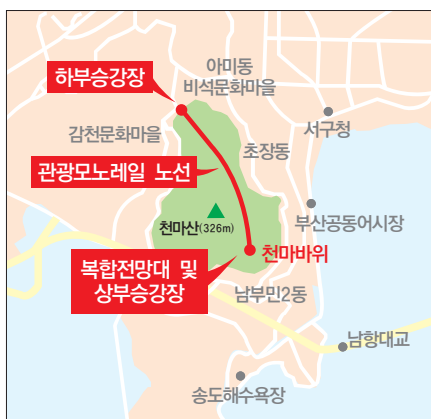 아미동
비석문화마을
하부승강장
서구청
감천문화마을
초장동
관광모노레일 노선
부산공동어시장
천마산(326m)
천마바위
복합전망대 및
상부승강장
남부민2동
남항대교
송도해수욕장